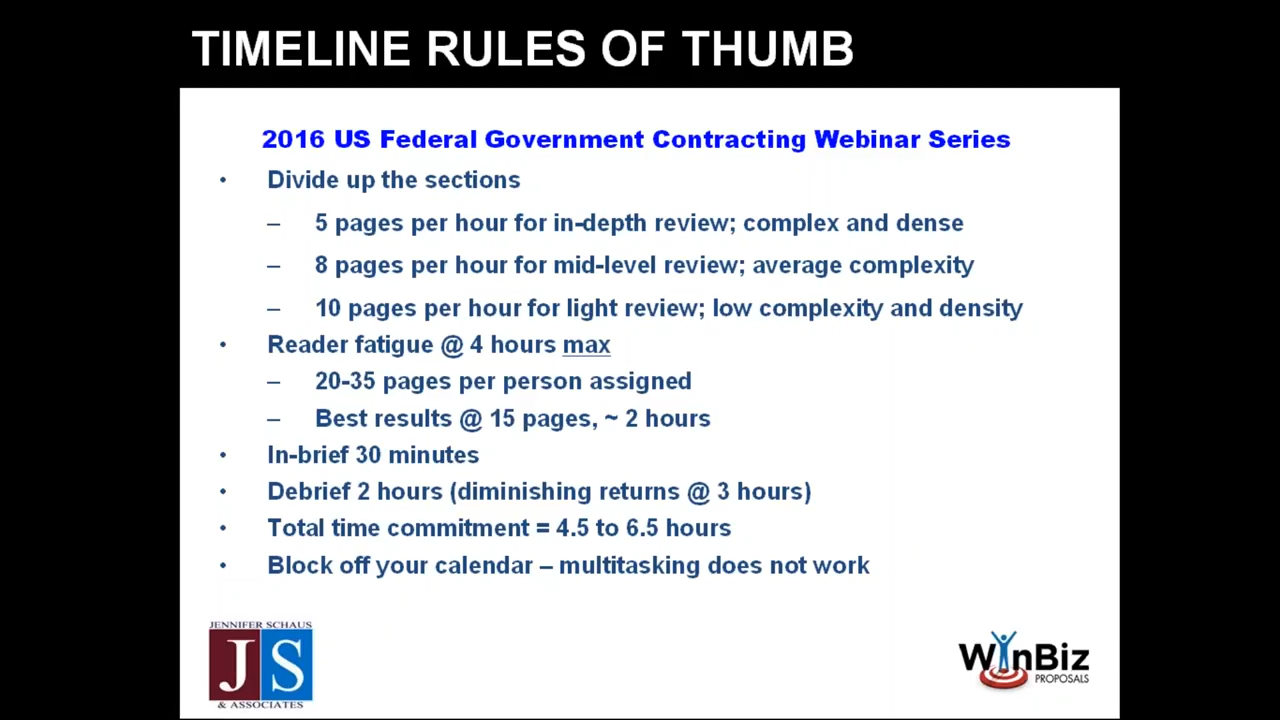 TIMELINE RULES OF THUMB
2016 US Federal Government Contracting Webinar Series
• Divide up the sections
– 5 pages per hour for in-depth review; complex and dense
– 8 pages per hour for mid-level review; average complexity
– 10 pages per hour for light review; low complexity and density
• Reader fatigue @ 4 hours max
– 20-35 pages per person assigned
– Best results @ 15 pages, ~ 2 hours
• In-brief 30 minutes
• Debrief 2 hours (diminishing returns @ 3 hours)
• Total time commitment = 4.5 to 6.5 hours
• Block off your calendar – multitasking does not work
JENNIFER SCHAUS
JS
& ASSOCIATES
WinBiz
PROPOSALS